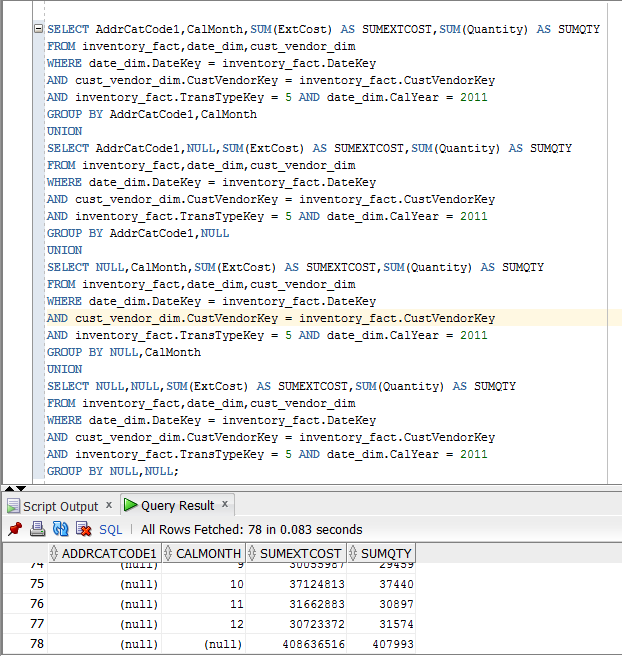 SELECT AddrCatCode1,CalMonth,SUM(ExtCost) AS SUMEXTCOST,SUM(Quantity) AS SUMQTY
FROM inventory_fact,date_dim,cust_vendor_dim
WHERE date_dim.DateKey = inventory_fact.DateKey
AND cust_vendor_dim.CustVendorKey = inventory_fact.CustVendorKey
AND inventory_fact.TransTypeKey = 5 AND date_dim.CalYear = 2011
GROUP BY AddrCatCode1,CalMonth
UNION
SELECT AddrCatCode1,NULL,SUM(ExtCost) AS SUMEXTCOST,SUM(Quantity) AS SUMQTY
FROM inventory_fact,date_dim,cust_vendor_dim
WHERE date_dim.DateKey = inventory_fact.DateKey
AND cust_vendor_dim.CustVendorKey = inventory_fact.CustVendorKey
AND inventory_fact.TransTypeKey = 5 AND date_dim.CalYear = 2011
GROUP BY AddrCatCode1,NULL
UNION
SELECT NULL,CalMonth,SUM(ExtCost) AS SUMEXTCOST,SUM(Quantity) AS SUMQTY
FROM inventory_fact,date_dim,cust_vendor_dim
WHERE date_dim.DateKey = inventory_fact.DateKey
AND cust_vendor_dim.CustVendorKey = inventory_fact.CustVendorKey
AND inventory_fact.TransTypeKey = 5 AND date_dim.CalYear = 2011
GROUP BY NULL,CalMonth
UNION
SELECT NULL,NULL,SUM(ExtCost) AS SUMEXTCOST,SUM(Quantity) AS SUMQTY
FROM inventory_fact,date_dim,cust_vendor_dim
WHERE date_dim.DateKey = inventory_fact.DateKey
AND cust_vendor_dim.CustVendorKey = inventory_fact.CustVendorKey
AND inventory_fact.TransTypeKey = 5 AND date_dim.CalYear = 2011
GROUP BY NULL,NULL;
Script Output x Query Result x
SQL | All Rows Fetched: 78 in 0.083 seconds
ADDRCATCODE1 CALMONTH SUMEXTCOST SUMQTY
74 (null) 9 30055987 29459
75 (null) 10 37124813 37440
76 (null) 11 31662883 30897
77 (null) 12 30723372 31574
78 (null) (null) 408636516 407993